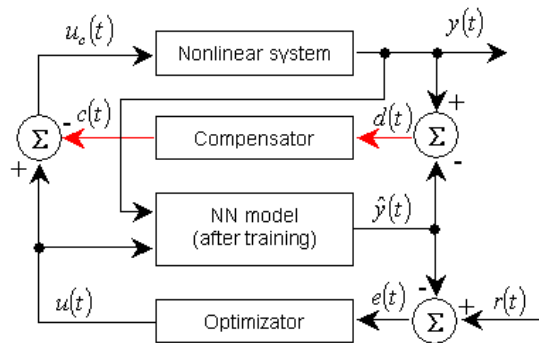 u_c(t)
Nonlinear system
y(t)
-
c(t)
Σ
+
Compensator
d(t)
+
Σ
-
NN model
(after training)
ŷ(t)
u(t)
Optimizator
e(t)
-
Σ
+
r(t)